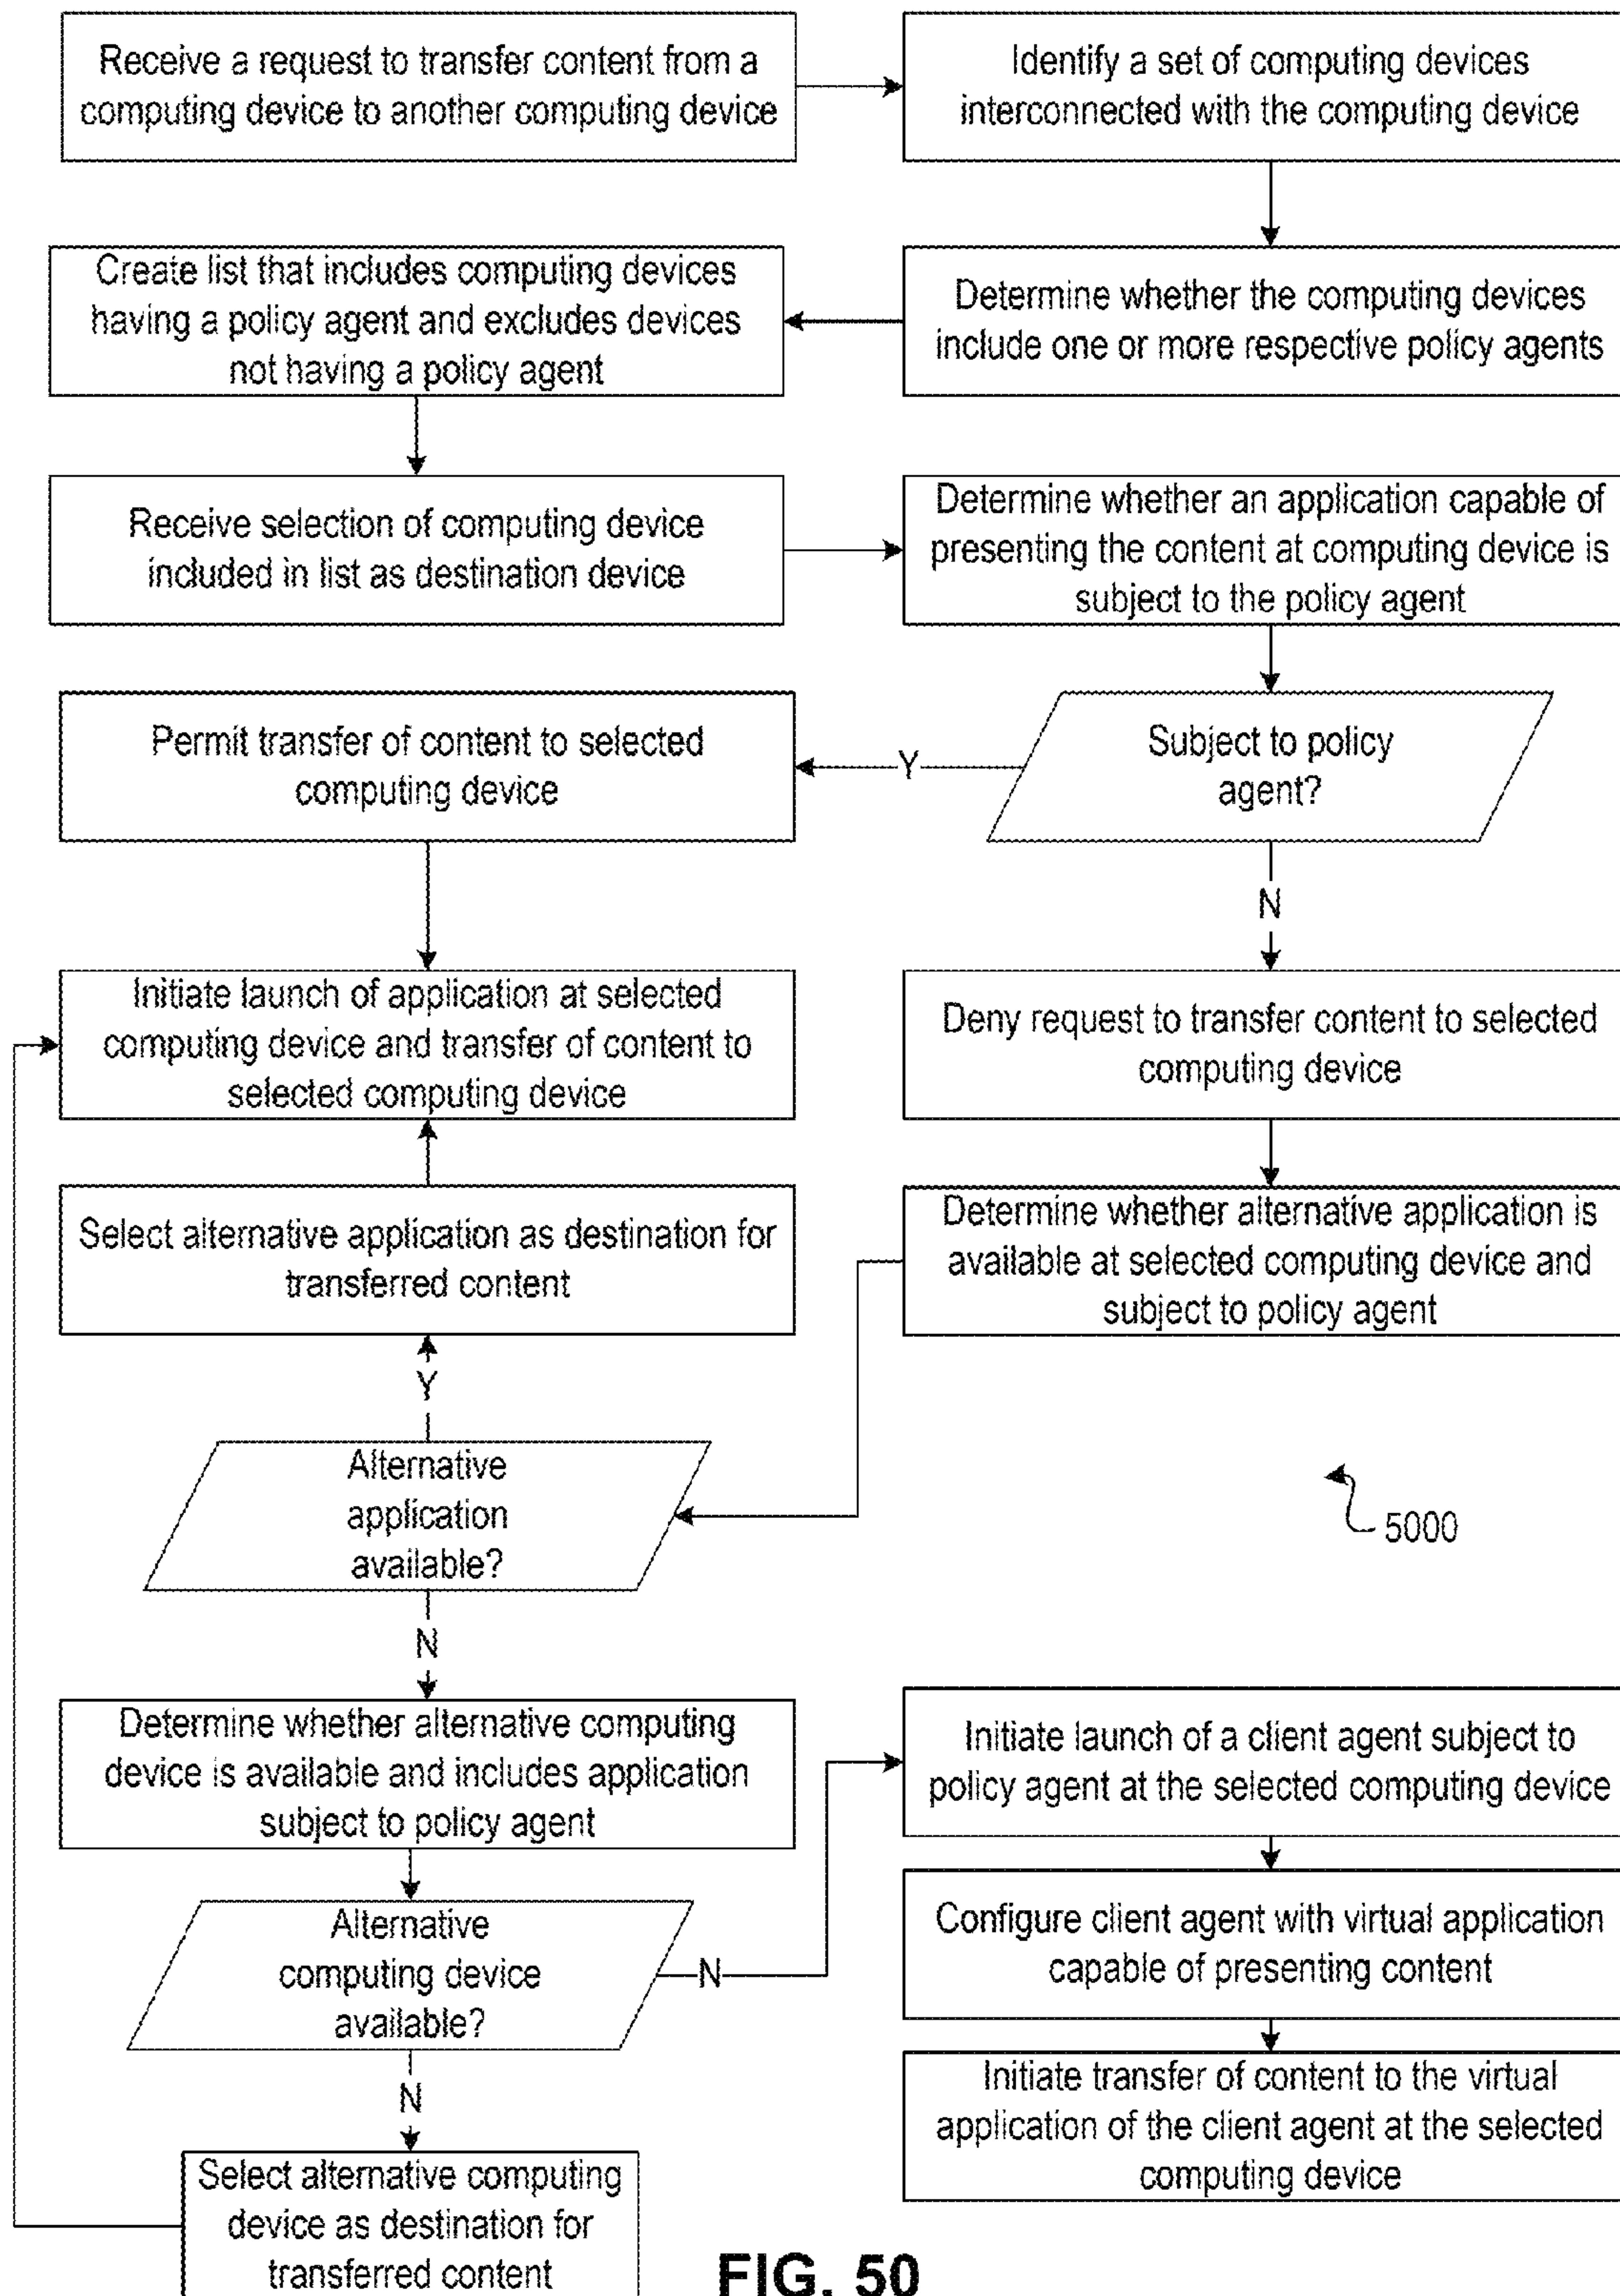 Receive a request to transfer content from a
computing device to another computing device
Identify a set of computing devices
interconnected with the computing device
Determine whether the computing devices
include one or more respective policy agents
Create list that includes computing devices
having a policy agent and excludes devices
not having a policy agent
Receive selection of computing device
included in list as destination device
Determine whether an application capable of
presenting the content at computing device is
subject to the policy agent
Subject to policy
agent?
Y
Permit transfer of content to selected
computing device
N
Initiate launch of application at selected
computing device and transfer of content to
selected computing device
Deny request to transfer content to selected
computing device
Select alternative application as destination for
transferred content
Determine whether alternative application is
available at selected computing device and
subject to policy agent
Y
Alternative
application
available?
5000
N
Determine whether alternative computing
device is available and includes application
subject to policy agent
Initiate launch of a client agent subject to
policy agent at the selected computing device
Alternative
computing device
available?
N
Configure client agent with virtual application
capable of presenting content
N
Initiate transfer of content to the virtual
application of the client agent at the selected
computing device
Select alternative computing
device as destination for
transferred content
FIG. 50